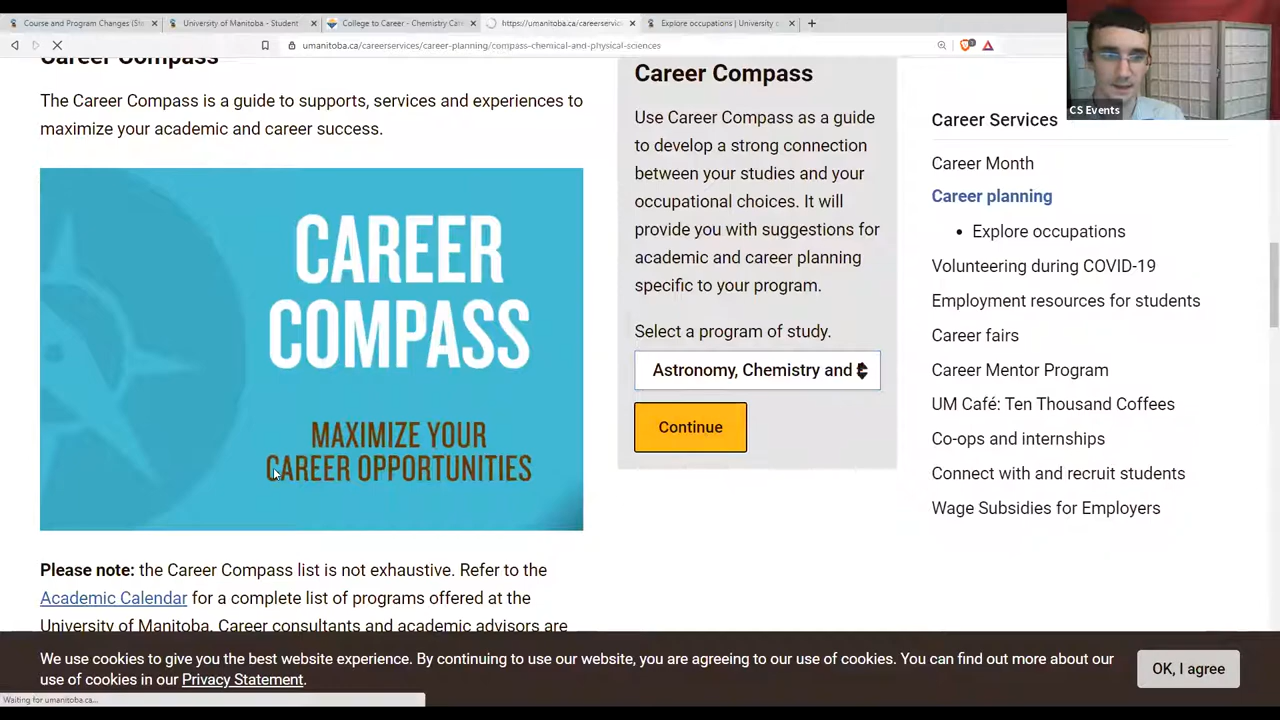 Course and Program Changes (St
University of Manitoba - Student
College to Career - Chemistry Car
https://umanitoba.ca/careerservic
Explore occupations | University o
umanitoba.ca/careerservices/career-planning/compass-chemical-and-physical-sciences
CS Events
Career Compass
The Career Compass is a guide to supports, services and experiences to
maximize your academic and career success.
CAREER
COMPASS
MAXIMIZE YOUR
CAREER OPPORTUNITIES
Please note: the Career Compass list is not exhaustive. Refer to the
Academic Calendar for a complete list of programs offered at the
University of Manitoba. Career consultants and academic advisors are
Career Compass
Use Career Compass as a guide
to develop a strong connection
between your studies and your
occupational choices. It will
provide you with suggestions for
academic and career planning
specific to your program.
Select a program of study.
Astronomy, Chemistry and
Continue
Career Services
Career Month
Career planning
• Explore occupations
Volunteering during COVID-19
Employment resources for students
Career fairs
Career Mentor Program
UM Café: Ten Thousand Coffees
Co-ops and internships
Connect with and recruit students
Wage Subsidies for Employers
We use cookies to give you the best website experience. By continuing to use our website, you are agreeing to our use of cookies. You can find out more about our
use of cookies in our Privacy Statement.
OK, I agree
Waiting for umanitoba.ca...